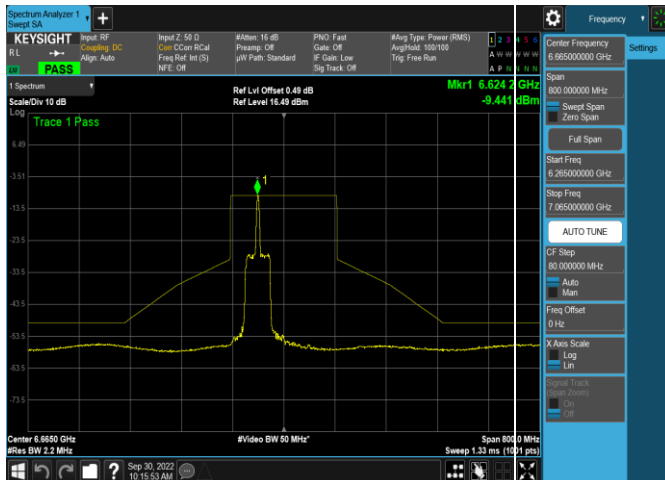 Spectrum Analyzer 1
Swept SA
+
Frequency
KEYSIGHT
Input: RF
Coupling: DC
Align: Auto
Input Z: 50 Ω
Corr CCorr RCal
Freq Ref: Int (S)
NFE: Off
#Atten: 16 dB
Preamp: Off
µW Path: Standard
PNO: Fast
Gate: Off
IF Gain: Low
Sig Track: Off
#Avg Type: Power (RMS)
Avg|Hold: 100/100
Trig: Free Run
1 2 3 4 5 6
A W W W W W
A P N N N N
R L
PASS
1 Spectrum
Scale/Div 10 dB
Log
Ref Lvl Offset 0.49 dB
Ref Level 16.49 dBm
Mkr1 6.624 2 GHz
-9.441 dBm
Trace 1 Pass
6.49
-3.51
-13.5
-23.5
-33.5
-43.5
-53.5
-63.5
-73.5
1
Center 6.6650 GHz
#Res BW 2.2 MHz
#Video BW 50 MHz*
Span 800.0 MHz
Sweep 1.33 ms (1001 pts)
Sep 30, 2022
10:15:53 AM
?
Center Frequency
6.665000000 GHz
Settings
Span
800.000000 MHz
Swept Span
Zero Span
Full Span
Start Freq
6.265000000 GHz
Stop Freq
7.065000000 GHz
AUTO TUNE
CF Step
80.000000 MHz
Auto
Man
Freq Offset
0 Hz
X Axis Scale
Log
Lin
Signal Track
(Span Zoom)
On
Off